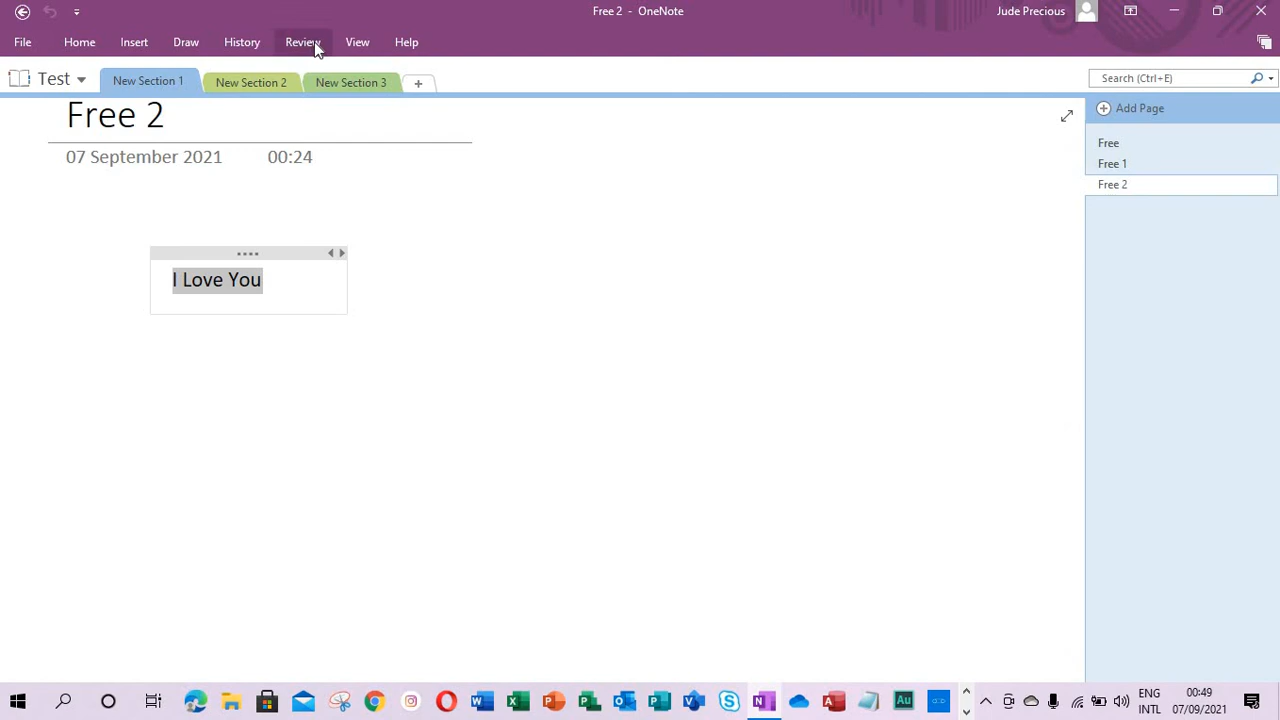 Free 2 - OneNote
Jude Precious
File Home Insert Draw History Review View Help
Test New Section 1 New Section 2 New Section 3 +
Search (Ctrl+E)
Free 2
07 September 2021 00:24
I Love You
Add Page
Free
Free 1
Free 2
ENG
INTL
00:49
07/09/2021